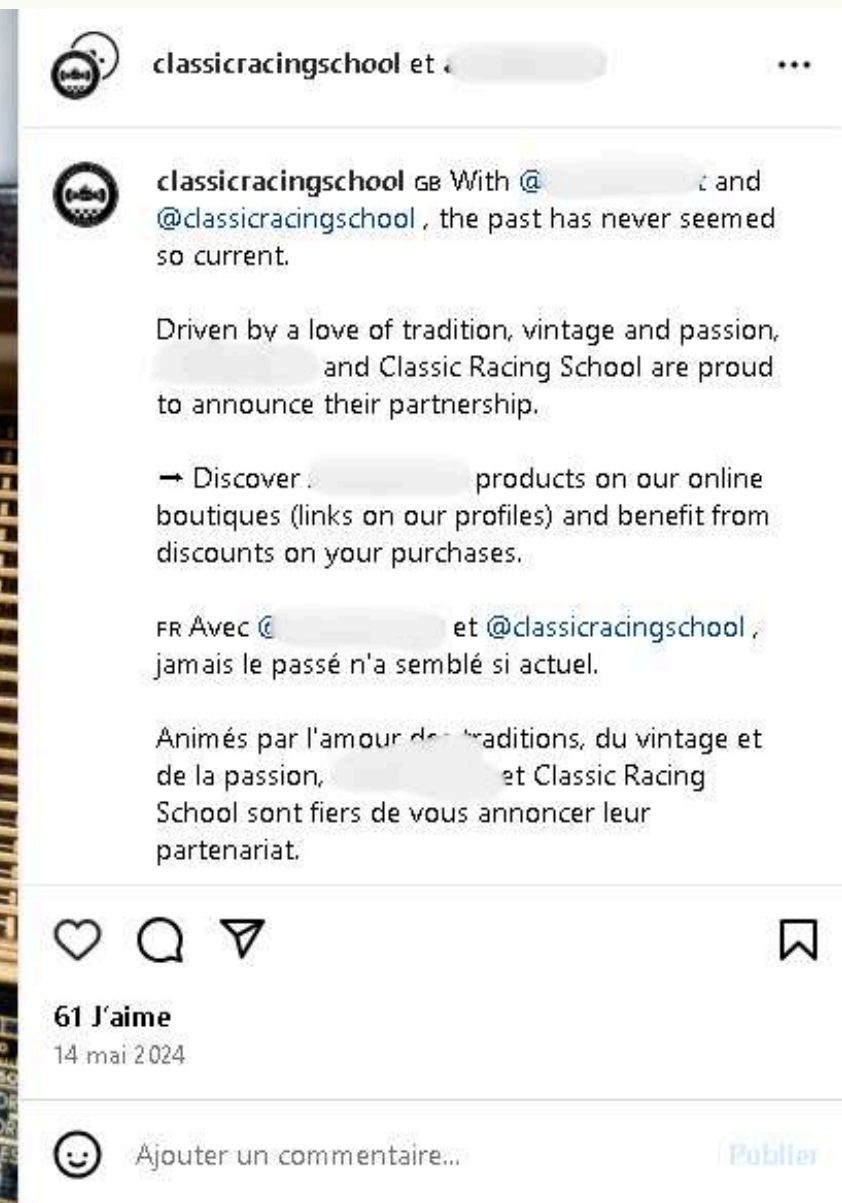 classicracingschool et
classicracingschool GB With @ t and
@classicracingschool , the past has never seemed
so current.
Driven by a love of tradition, vintage and passion,
and Classic Racing School are proud
to announce their partnership.
→ Discover products on our online
boutiques (links on our profiles) and benefit from
discounts on your purchases.
FR Avec @ et @classicracingschool ,
jamais le passé n'a semblé si actuel.
Animés par l'amour des traditions, du vintage et
de la passion, et Classic Racing
School sont fiers de vous annoncer leur
partenariat.
61 J'aime
14 mai 2024
Ajouter un commentaire...
Publier